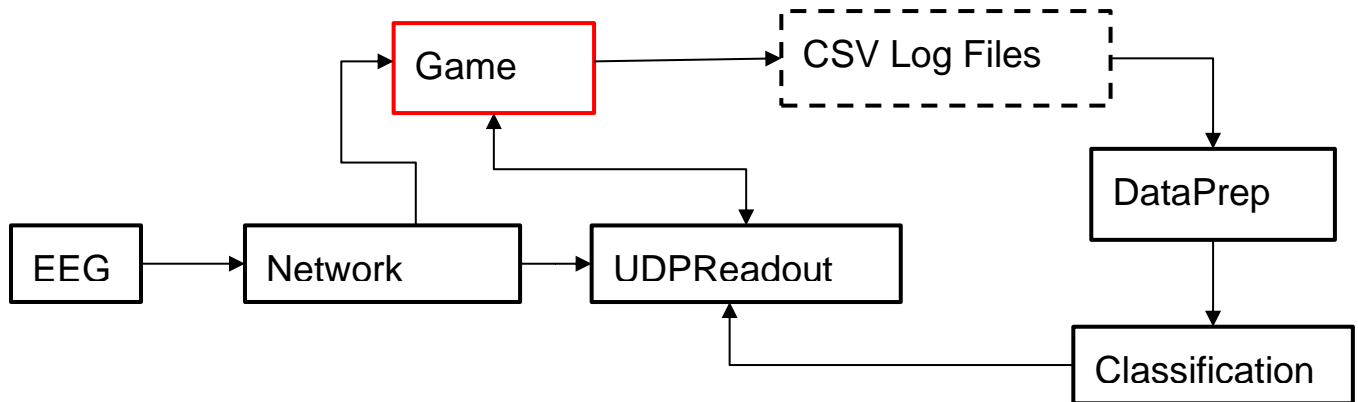 Game
CSV Log Files
DataPrep
EEG
Network
UDPReadout
Classification